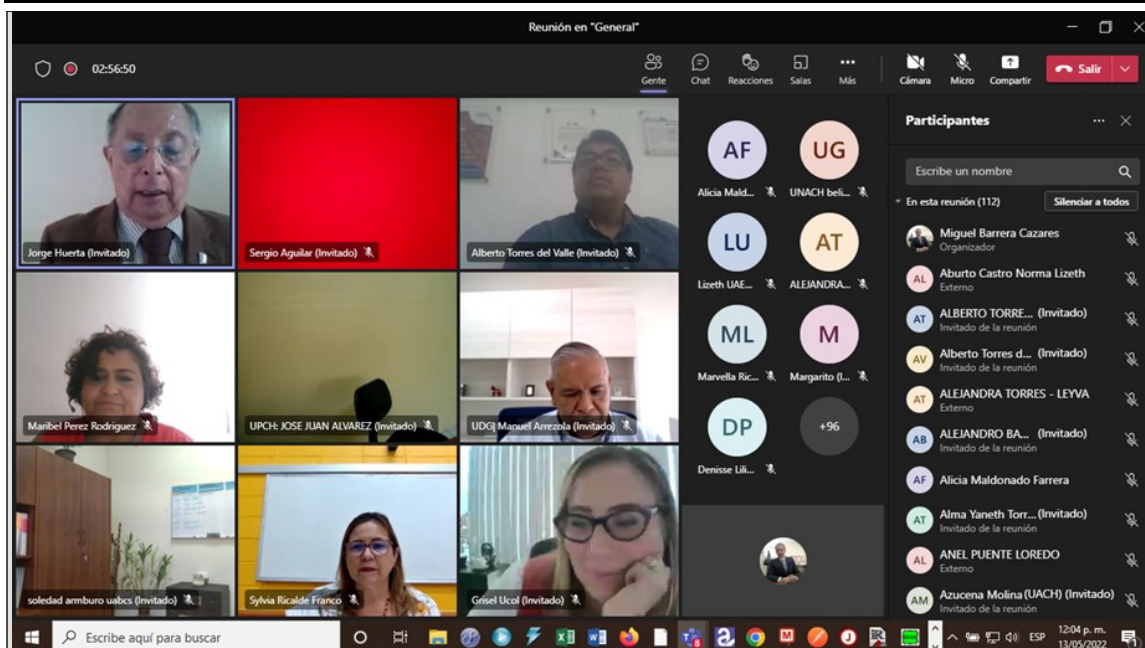 Reunión en "General"
02:56:50
Gente
Chat
Reacciones
Salas
Más
Cámara
Micro
Compartir
Salir
Jorge Huerta (Invitado)
Sergio Aguilar (Invitado)
Alberto Torres del Valle (Invitado)
Maribel Perez Rodriguez
UPCH: JOSE JUAN ALVAREZ (Invitado)
UDG| Manuel Arrezola (Invitado)
soledad armburo uabcs (Invitado)
Sylvia Ricalde Franco
Grisel Ucol (Invitado)
AF
UG
Alicia Mald...
UNACH beli...
LU
AT
Lizeth UAE...
ALEJANDRA...
ML
M
Marvella Ric...
Margarito (I...
DP
+96
Denisse Lili...
Participantes
Escribe un nombre
En esta reunión (112)
Silenciar a todos
Miguel Barrera Cazares
Organizador
AL
Aburto Castro Norma Lizeth
Externo
AT
ALBERTO TORRE... (Invitado)
Invitado de la reunión
AV
Alberto Torres d... (Invitado)
Invitado de la reunión
AT
ALEJANDRA TORRES - LEYVA
Externo
AB
ALEJANDRO BA... (Invitado)
Invitado de la reunión
AF
Alicia Maldonado Farrera
AT
Alma Yaneth Torr... (Invitado)
Invitado de la reunión
AL
ANEL PUENTE LOREDO
Externo
AM
Azucena Molina (UACH) (Invitado)
Invitado de la reunión
Escribe aquí para buscar
ESP
12:04 p. m.
13/05/2022